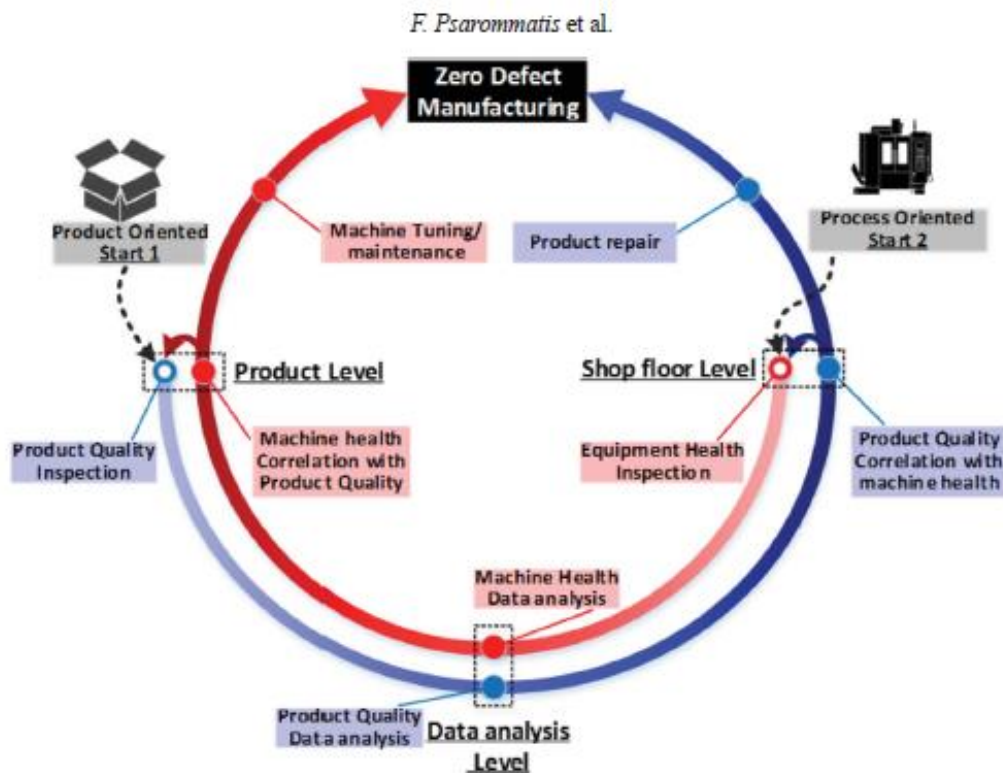 F. Psarommatis et al.
Zero Defect
Manufacturing
Product Oriented
Start 1
Machine Tuning/
maintenance
Product repair
Process Oriented
Start 2
Product Level
Shop floor Level
Product Quality
Inspection
Machine health
Correlation with
Product Quality
Equipment Health
Inspection
Product Quality
Correlation with
machine health
Machine Health
Data analysis
Product Quality
Data analysis
Data analysis
Level